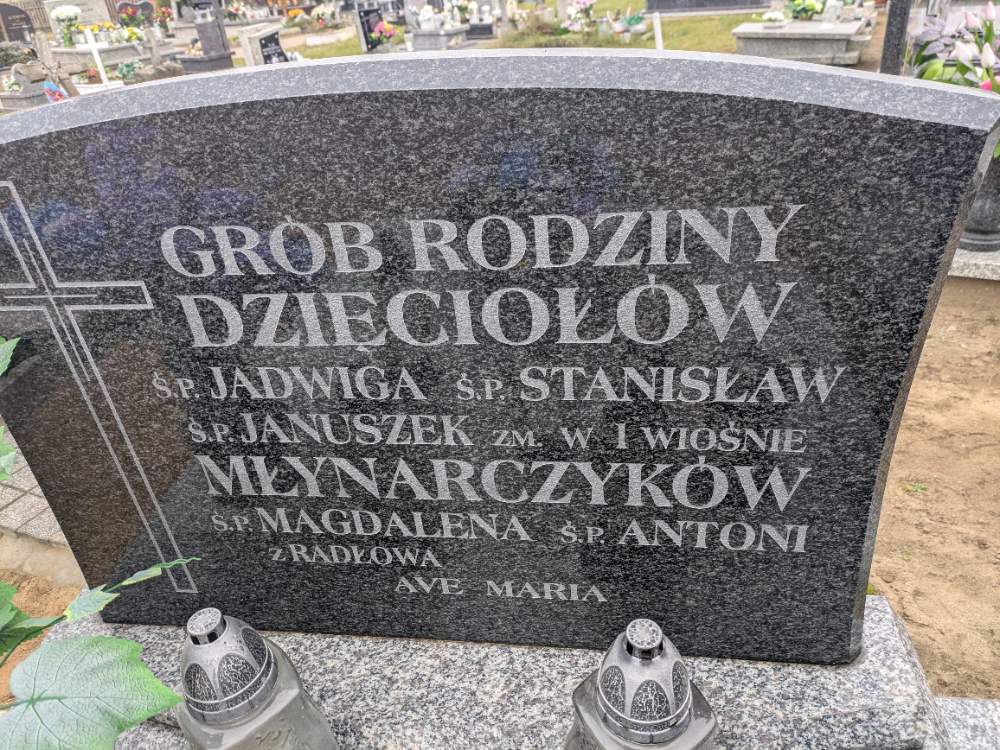 GRÓB RODZINY
DZIĘCIOŁÓW
Ś.P. JADWIGA Ś.P. STANISŁAW
Ś.P. JANUSZEK ZM. W I WIOŚNIE
MŁYNARCZYKÓW
Ś.P. MAGDALENA Ś.P. ANTONI
Z RADŁOWA
AVE MARIA